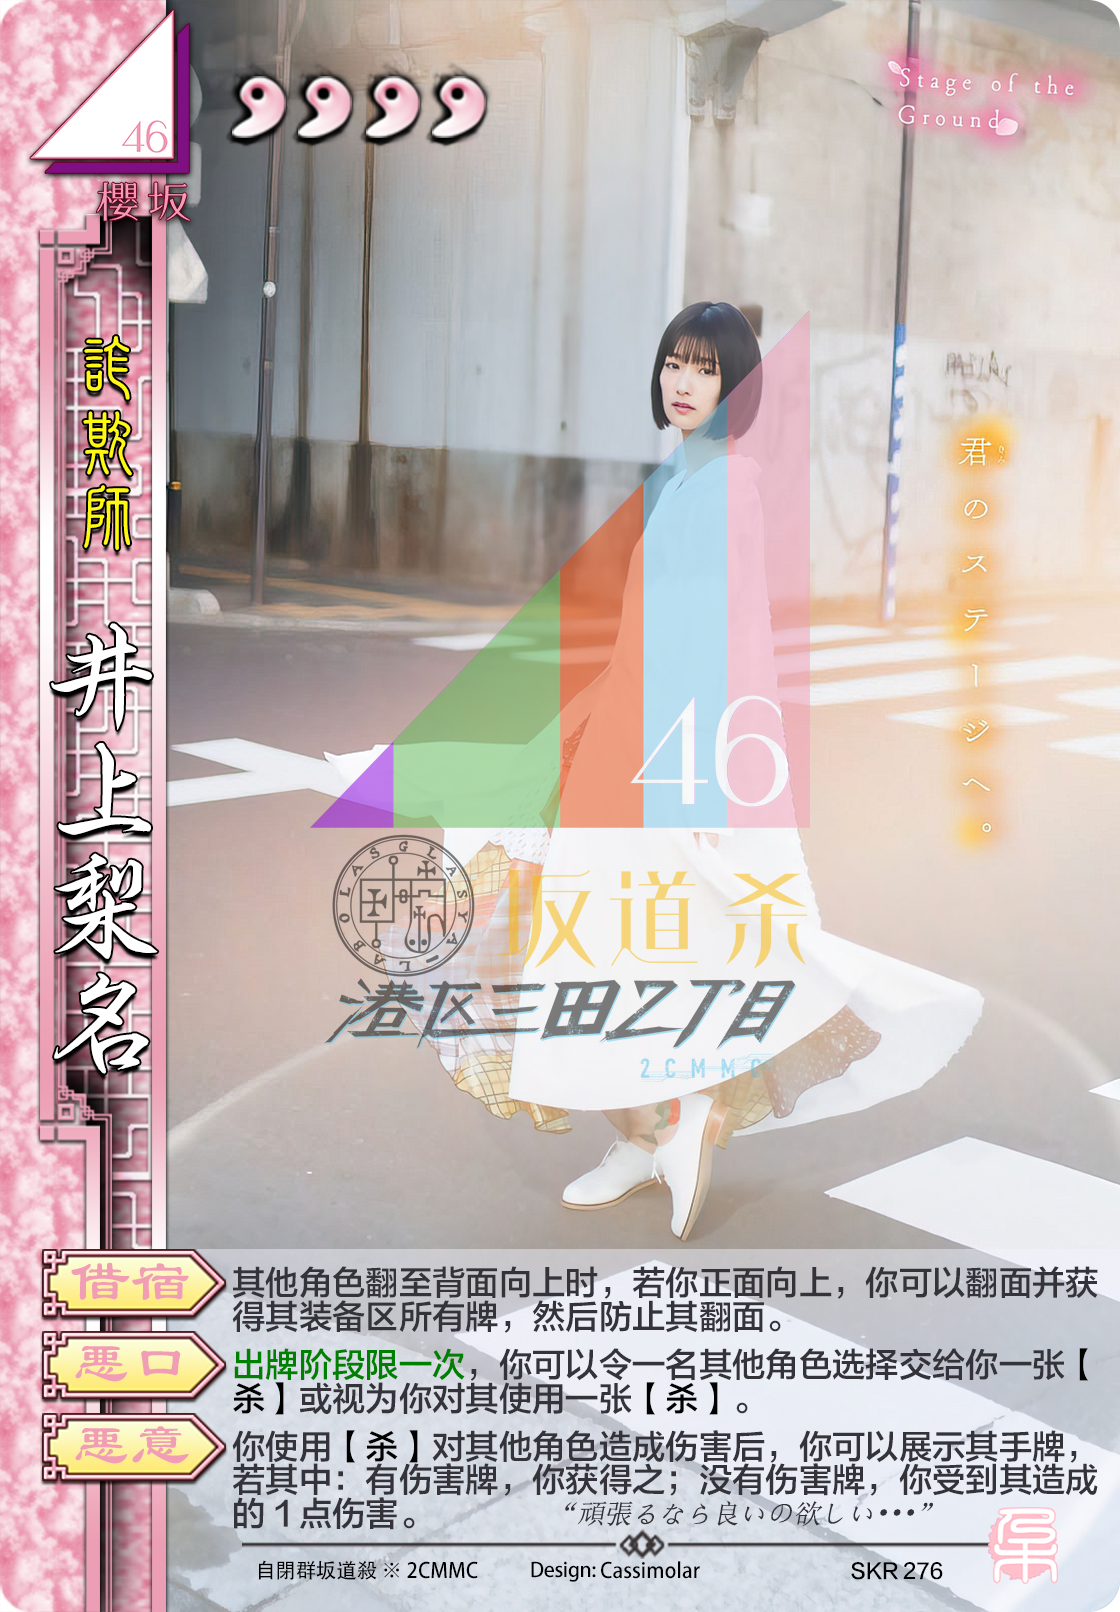 46
櫻坂
Stage of the
Ground
詐欺師
井上梨名
君のステージへ。
きみ
46
GLASYALABOLAS
坂道杀
港区三田乙丁目
2CMMC
借宿
其他角色翻至背面向上时，若你正面向上，你可以翻面并获
得其装备区所有牌，然后防止其翻面。
悪口
出牌阶段限一次，你可以令一名其他角色选择交给你一张【
杀】或视为你对其使用一张【杀】。
悪意
你使用【杀】对其他角色造成伤害后，你可以展示其手牌，
若其中：有伤害牌，你获得之；没有伤害牌，你受到其造成
的1点伤害。
“頑張るなら良いの欲しい･･･”
自閉群坂道殺 ※ 2CMMC
Design: Cassimolar
SKR 276